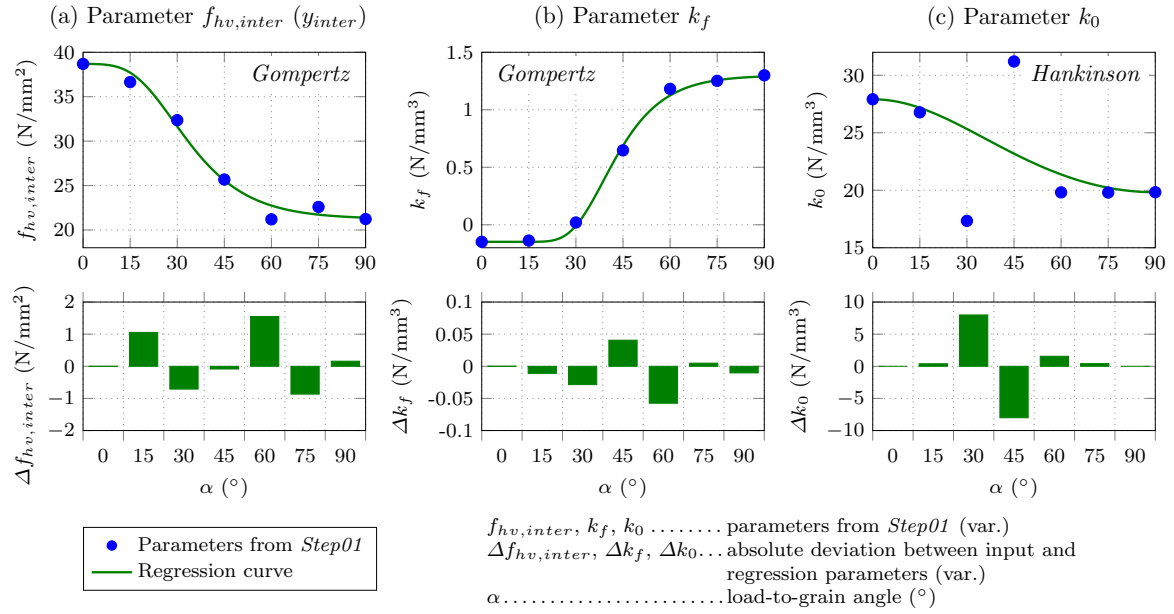 (a) Parameter f_{hv,inter} (y_{inter})
(b) Parameter k_f
(c) Parameter k_0
Gompertz
Gompertz
Hankinson
f_{hv,inter} (N/mm²)
40
35
30
25
20
0 15 30 45 60 75 90
k_f (N/mm³)
1.5
1
0.5
0
0 15 30 45 60 75 90
k_0 (N/mm³)
30
25
20
15
0 15 30 45 60 75 90
Δf_{hv,inter} (N/mm²)
2
1
0
−1
−2
0 15 30 45 60 75 90
α (°)
Δk_f (N/mm³)
0.1
0.05
0
-0.05
-0.1
0 15 30 45 60 75 90
α (°)
Δk_0 (N/mm³)
10
5
0
−5
−10
0 15 30 45 60 75 90
α (°)
Parameters from Step01
Regression curve
f_{hv,inter}, k_f, k_0 ........ parameters from Step01 (var.)
Δf_{hv,inter}, Δk_f, Δk_0... absolute deviation between input and
regression parameters (var.)
α........................load-to-grain angle (°)